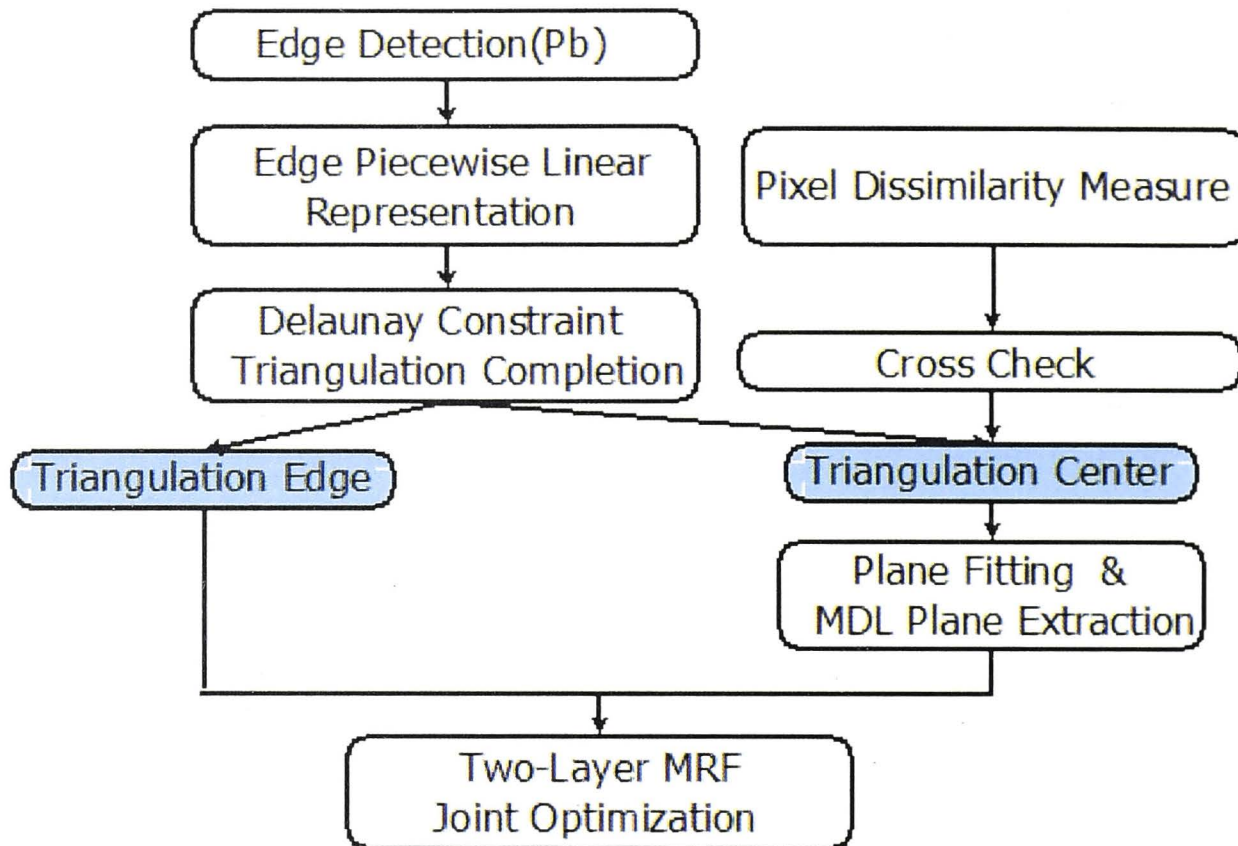 Edge Detection(Pb)
Edge Piecewise Linear
Representation
Pixel Dissimilarity Measure
Delaunay Constraint
Triangulation Completion
Cross Check
Triangulation Edge
Triangulation Center
Plane Fitting &
MDL Plane Extraction
Two-Layer MRF
Joint Optimization